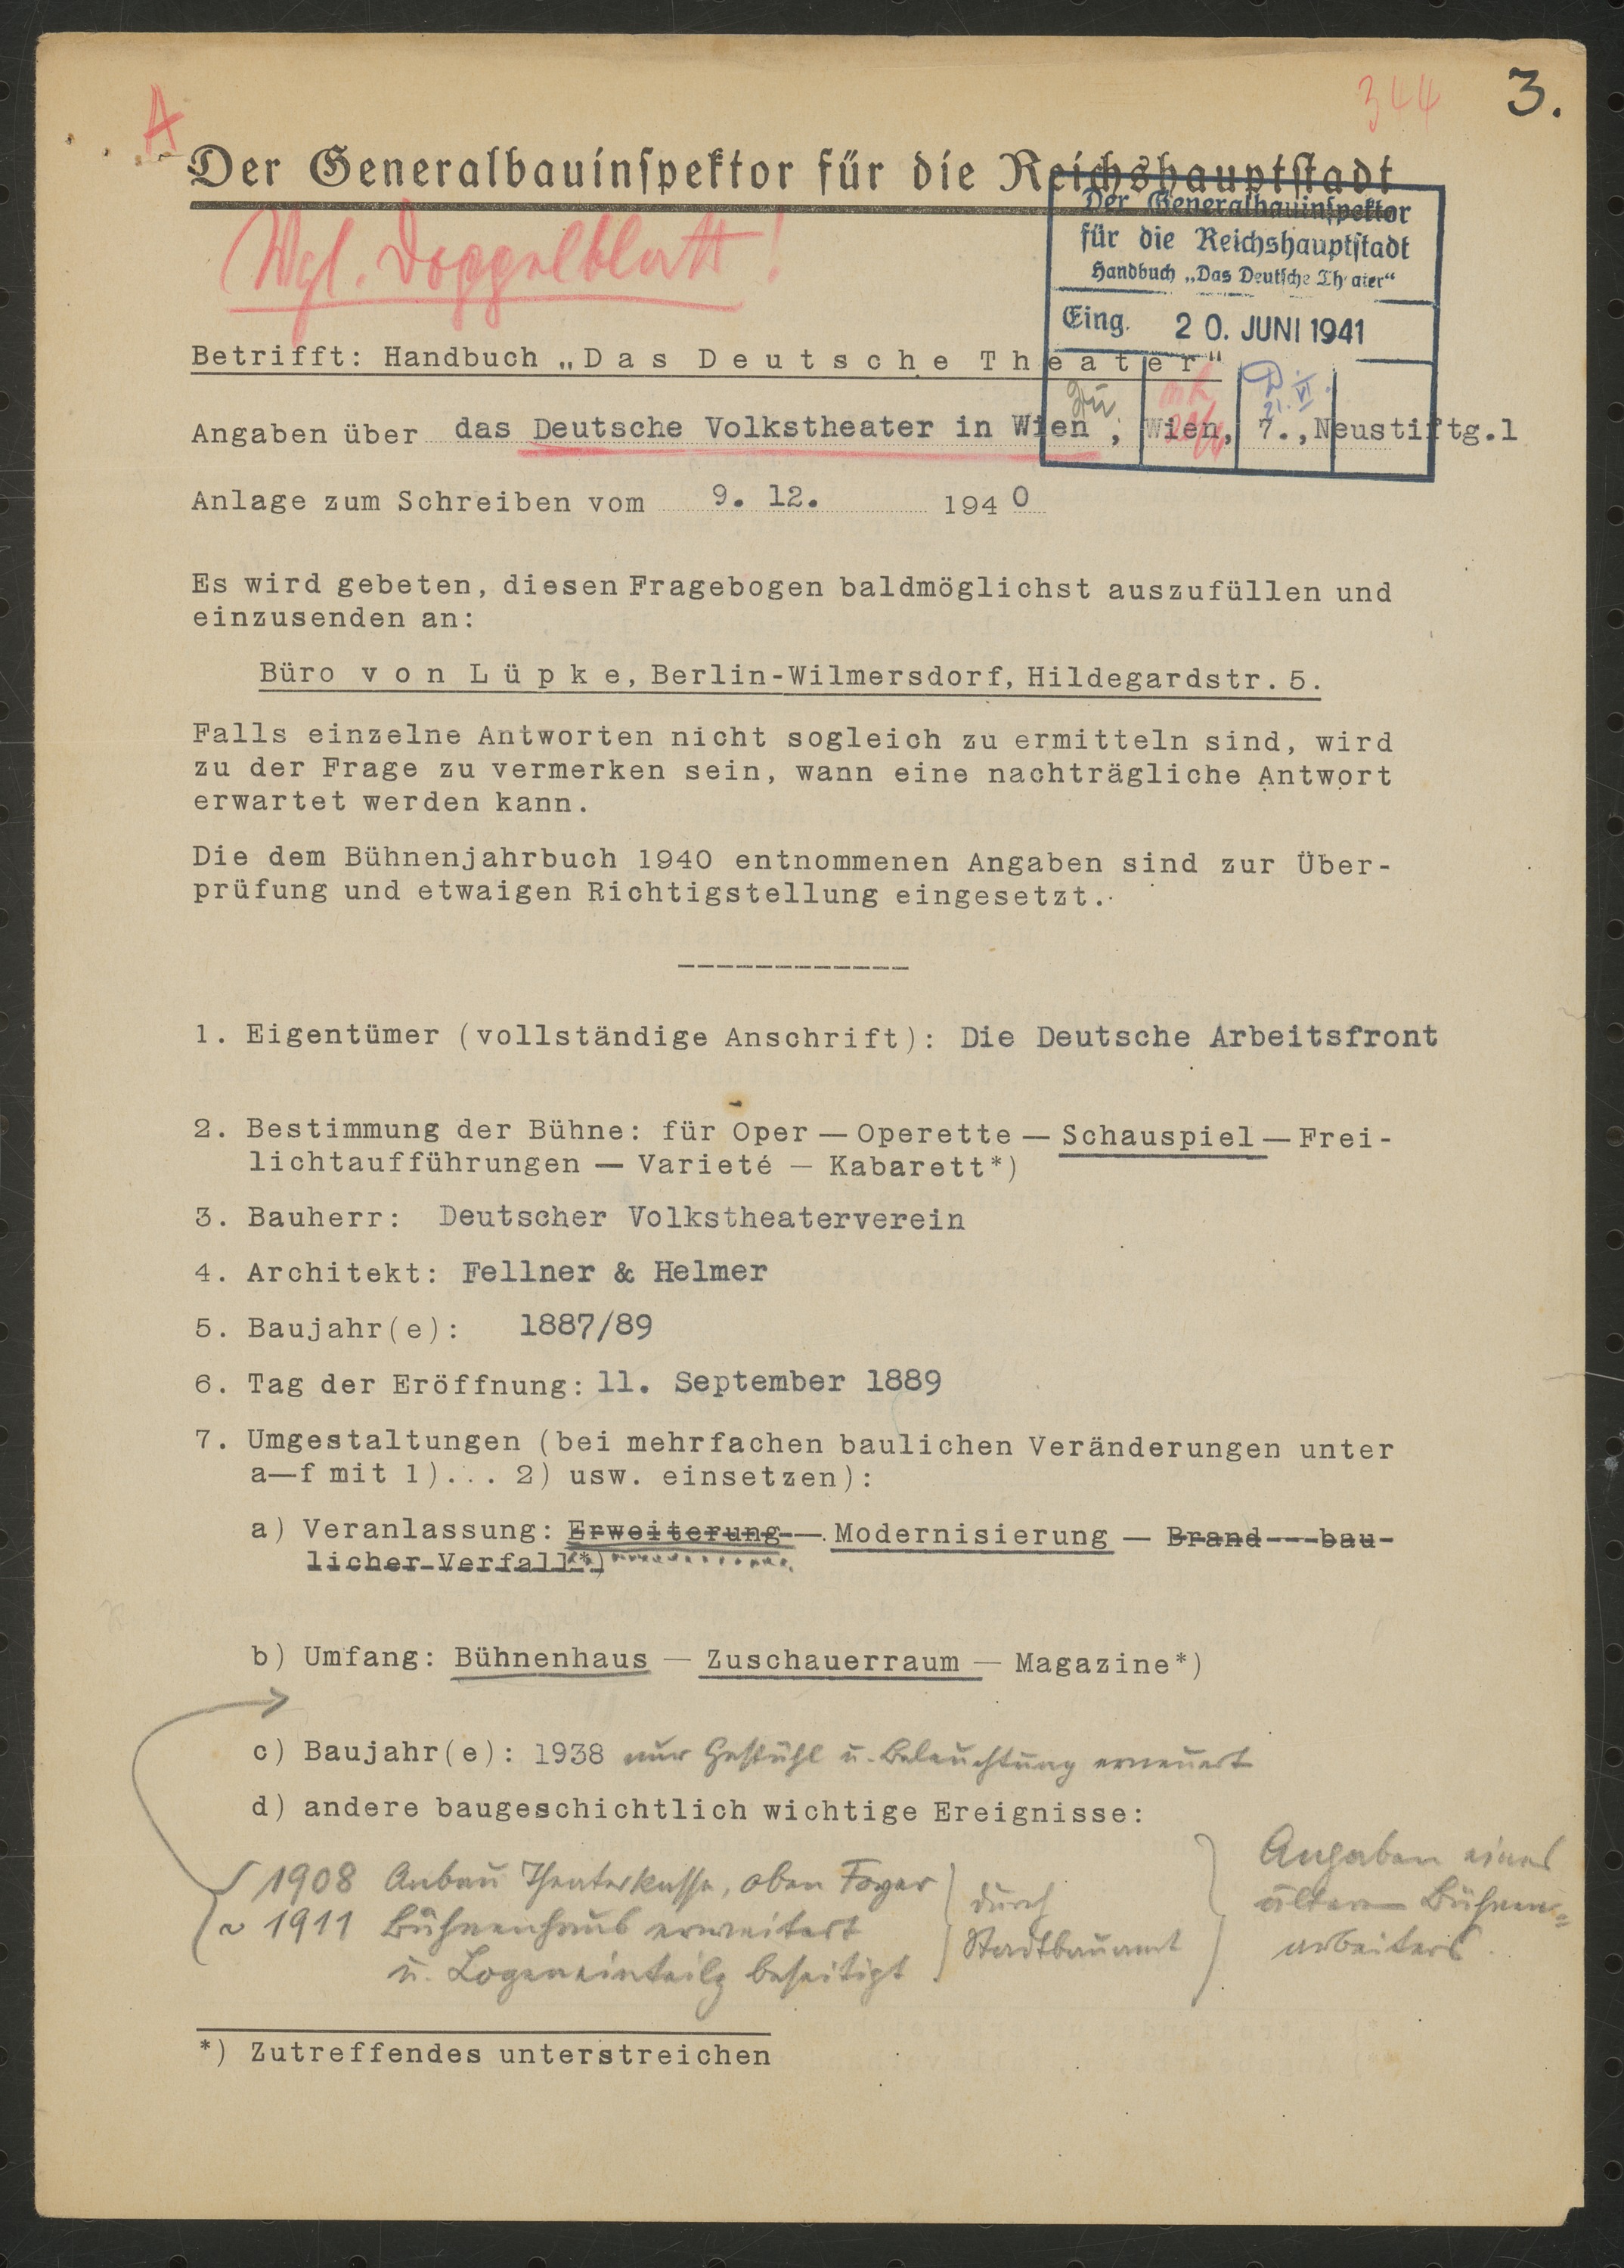 A
344
3.
Der Generalbauinspektor für die Reichshauptstadt
Vgl. Doppelblatt!
Der Generalbauinspektor
für die Reichshauptstadt
Handbuch „Das Deutsche Theater“
Eing. 20. JUNI 1941
Betrifft: Handbuch „Das Deutsche Theater“
Angaben über das Deutsche Volkstheater in Wien, Wien, 7.,Neustiftg.1
Anlage zum Schreiben vom 9. 12. 1940
Es wird gebeten, diesen Fragebogen baldmöglichst auszufüllen und
einzusenden an:
Büro von Lüpke, Berlin-Wilmersdorf, Hildegardstr. 5.
Falls einzelne Antworten nicht sogleich zu ermitteln sind, wird
zu der Frage zu vermerken sein, wann eine nachträgliche Antwort
erwartet werden kann.
Die dem Bühnenjahrbuch 1940 entnommenen Angaben sind zur Über-
prüfung und etwaigen Richtigstellung eingesetzt.
-------------
1. Eigentümer (vollständige Anschrift): Die Deutsche Arbeitsfront
2. Bestimmung der Bühne: für Oper — Operette — Schauspiel — Frei-
lichtaufführungen — Varieté — Kabarett*)
3. Bauherr: Deutscher Volkstheaterverein
4. Architekt: Fellner & Helmer
5. Baujahr(e): 1887/89
6. Tag der Eröffnung: 11. September 1889
7. Umgestaltungen (bei mehrfachen baulichen Veränderungen unter
a—f mit 1)... 2) usw. einsetzen):
a) Veranlassung: Erweiterung — Modernisierung — Brand — bau-
licher Verfall*)
b) Umfang: Bühnenhaus — Zuschauerraum — Magazine*)
c) Baujahr(e): 1938 nur Gestühl u. Beleuchtung erneuert
d) andere baugeschichtlich wichtige Ereignisse:
1908 Anbau Theaterkasse, oben Foyer
~ 1911 Bühnenhaus erweitert
u. Logeneinteilg beseitigt
durch
Stadtbauamt
Angaben eines
älteren Bühnen=
arbeiters.
*) Zutreffendes unterstreichen